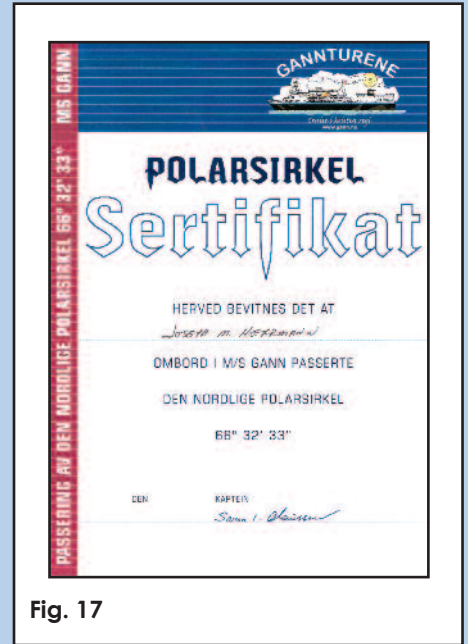 GANNTURENE
MS GANN
PASSERING AV DEN NORDLIGE POLARSIRKEL 66° 32' 33"
POLARSIRKEL
Sertifikat
HERVED BEVITNES DET AT
JOSEPH M.
OMBORD I M/S GANN PASSERTE
DEN NORDLIGE POLARSIRKEL
66° 32' 33"
DEN KAPTEIN
Fig. 17